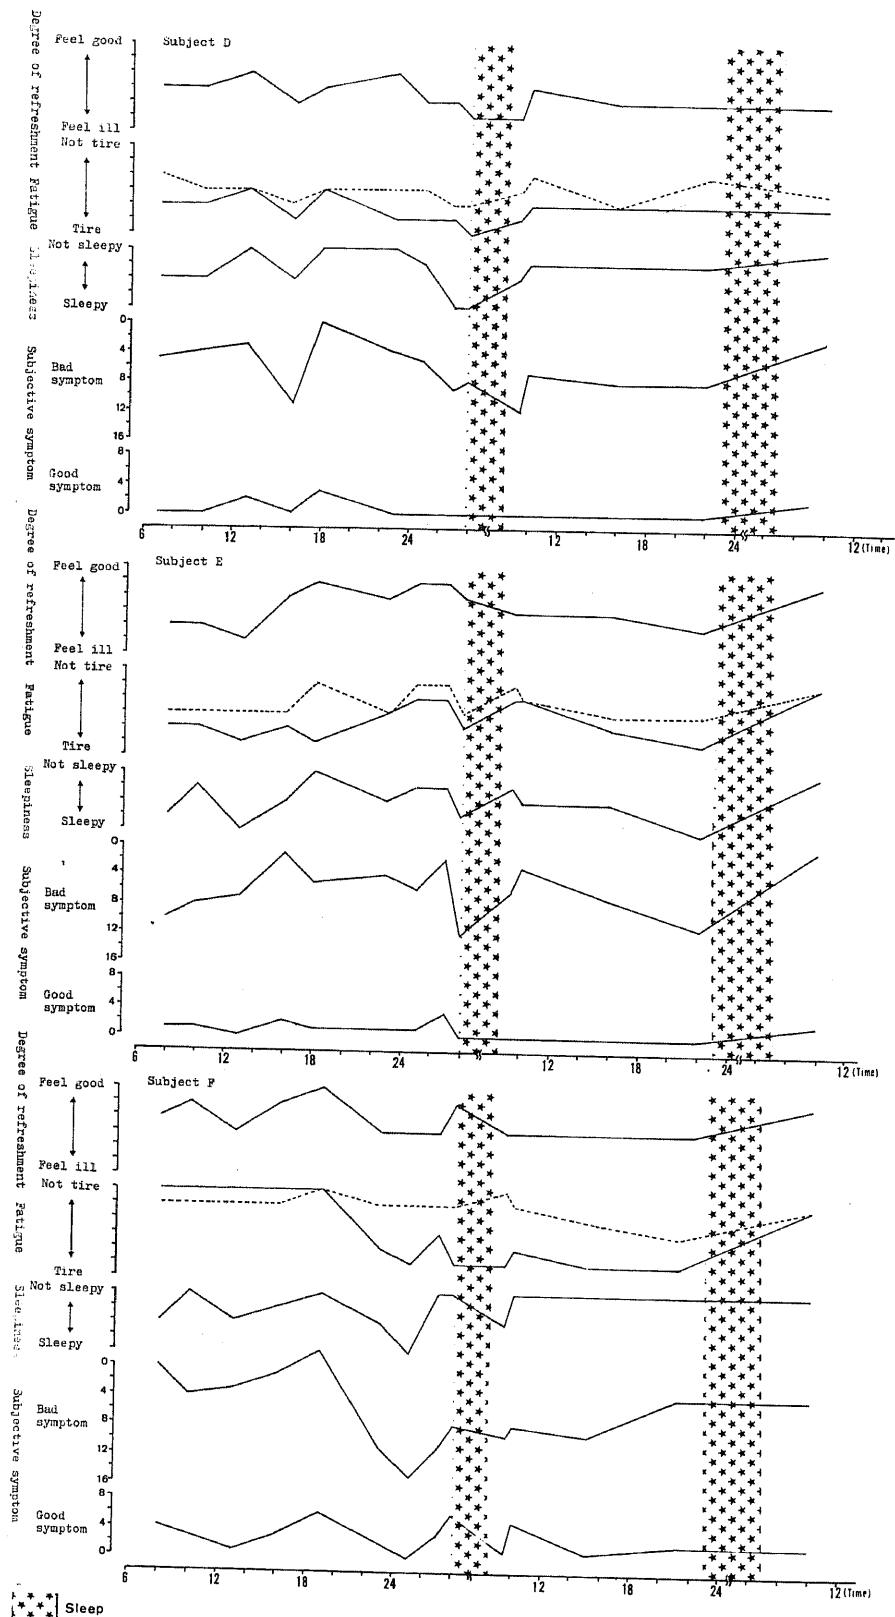 Degree of refreshment
Feel good
Feel ill
Subject D
Fatigue
Not tire
Tire
Sleepiness
Not sleepy
Sleepy
Subjective symptom
Bad symptom
0
4
8
12
16
Good symptom
8
4
0
6 12 18 24 12 18 24 12 (Time)
Degree of refreshment
Feel good
Feel ill
Subject E
Fatigue
Not tire
Tire
Sleepiness
Not sleepy
Sleepy
Subjective symptom
Bad symptom
0
4
8
12
16
Good symptom
8
4
0
6 12 18 24 12 18 24 12 (Time)
Degree of refreshment
Feel good
Feel ill
Subject F
Fatigue
Not tire
Tire
Sleepiness
Not sleepy
Sleepy
Subjective symptom
Bad symptom
0
4
8
12
16
Good symptom
8
4
0
6 12 18 24 12 18 24 12 (Time)
Sleep